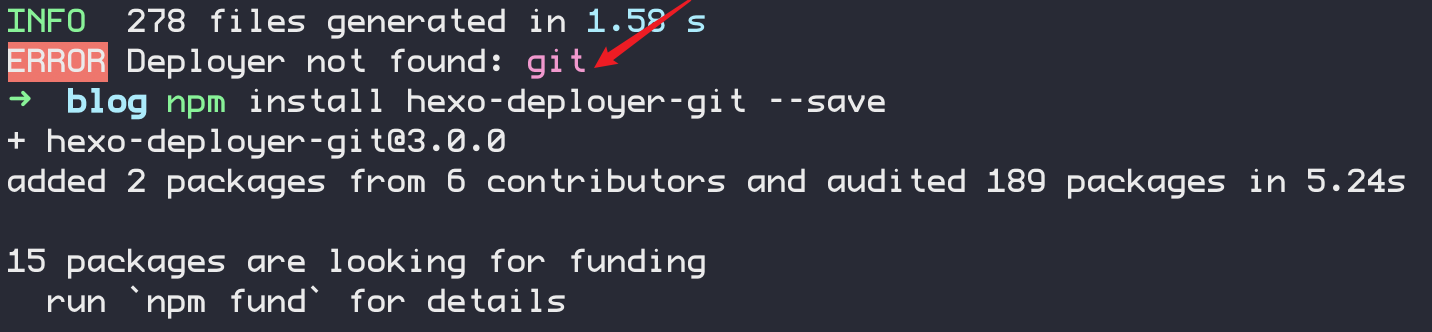 INFO  278 files generated in 1.58 s
ERROR Deployer not found: git
➜  blog npm install hexo-deployer-git --save
+ hexo-deployer-git@3.0.0
added 2 packages from 6 contributors and audited 189 packages in 5.24s
15 packages are looking for funding
  run `npm fund` for details